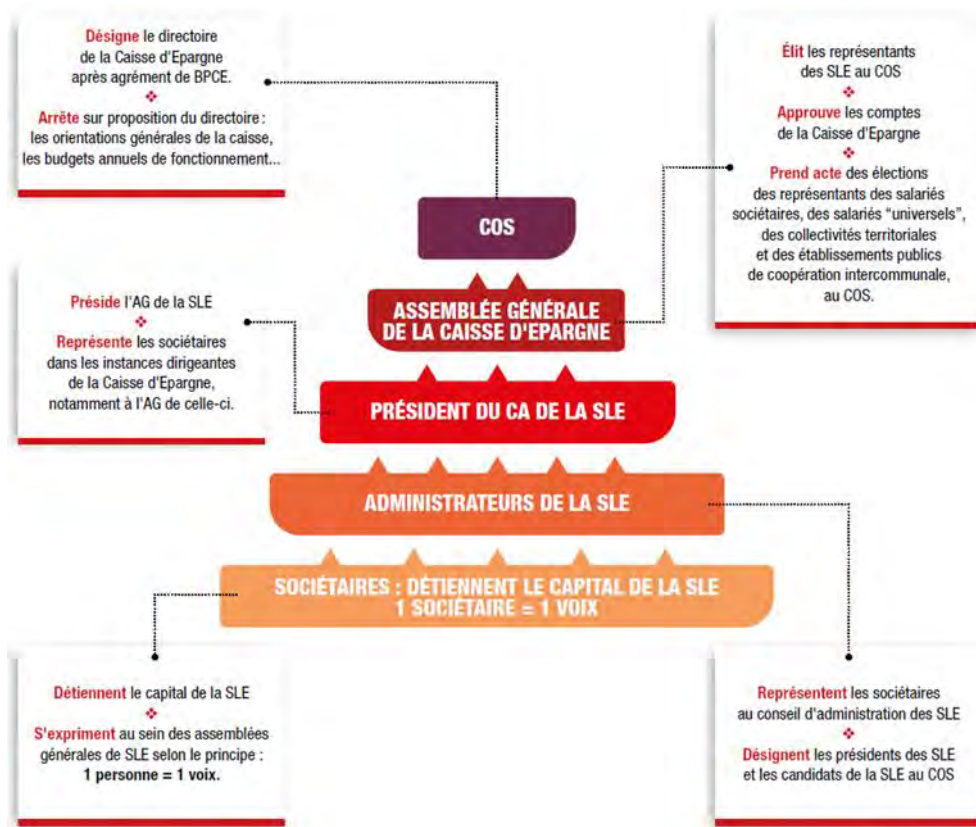 Désigne le directoire
de la Caisse d'Epargne
après agrément de BPCE.
Arrête sur proposition du directoire :
les orientations générales de la caisse,
les budgets annuels de fonctionnement...
Élit les représentants
des SLE au COS
Approuve les comptes
de la Caisse d'Epargne
Prend acte des élections
des représentants des salariés
sociétaires, des salariés “universels”,
des collectivités territoriales
et des établissements publics
de coopération intercommunale,
au COS.
COS
ASSEMBLÉE GÉNÉRALE
DE LA CAISSE D'EPARGNE
Préside l'AG de la SLE
Représente les sociétaires
dans les instances dirigeantes
de la Caisse d'Epargne,
notamment à l'AG de celle-ci.
PRÉSIDENT DU CA DE LA SLE
ADMINISTRATEURS DE LA SLE
SOCIÉTAIRES : DÉTIENNENT LE CAPITAL DE LA SLE
1 SOCIÉTAIRE = 1 VOIX
Détiennent le capital de la SLE
S'expriment au sein des assemblées
générales de SLE selon le principe :
1 personne = 1 voix.
Représentent les sociétaires
au conseil d'administration des SLE
Désignent les présidents des SLE
et les candidats de la SLE au COS